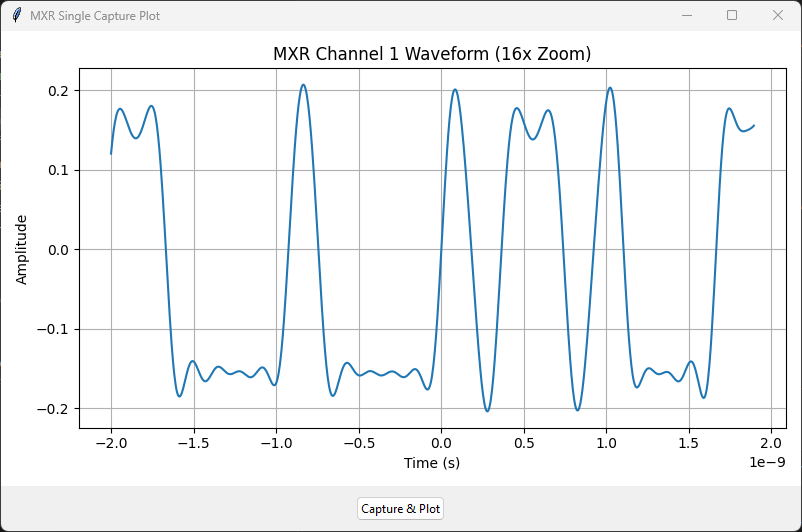 MXR Single Capture Plot
MXR Channel 1 Waveform (16x Zoom)
0.2
0.1
0.0
−0.1
−0.2
Amplitude
−2.0 −1.5 −1.0 −0.5 0.0 0.5 1.0 1.5 2.0
Time (s)
1e−9
Capture & Plot